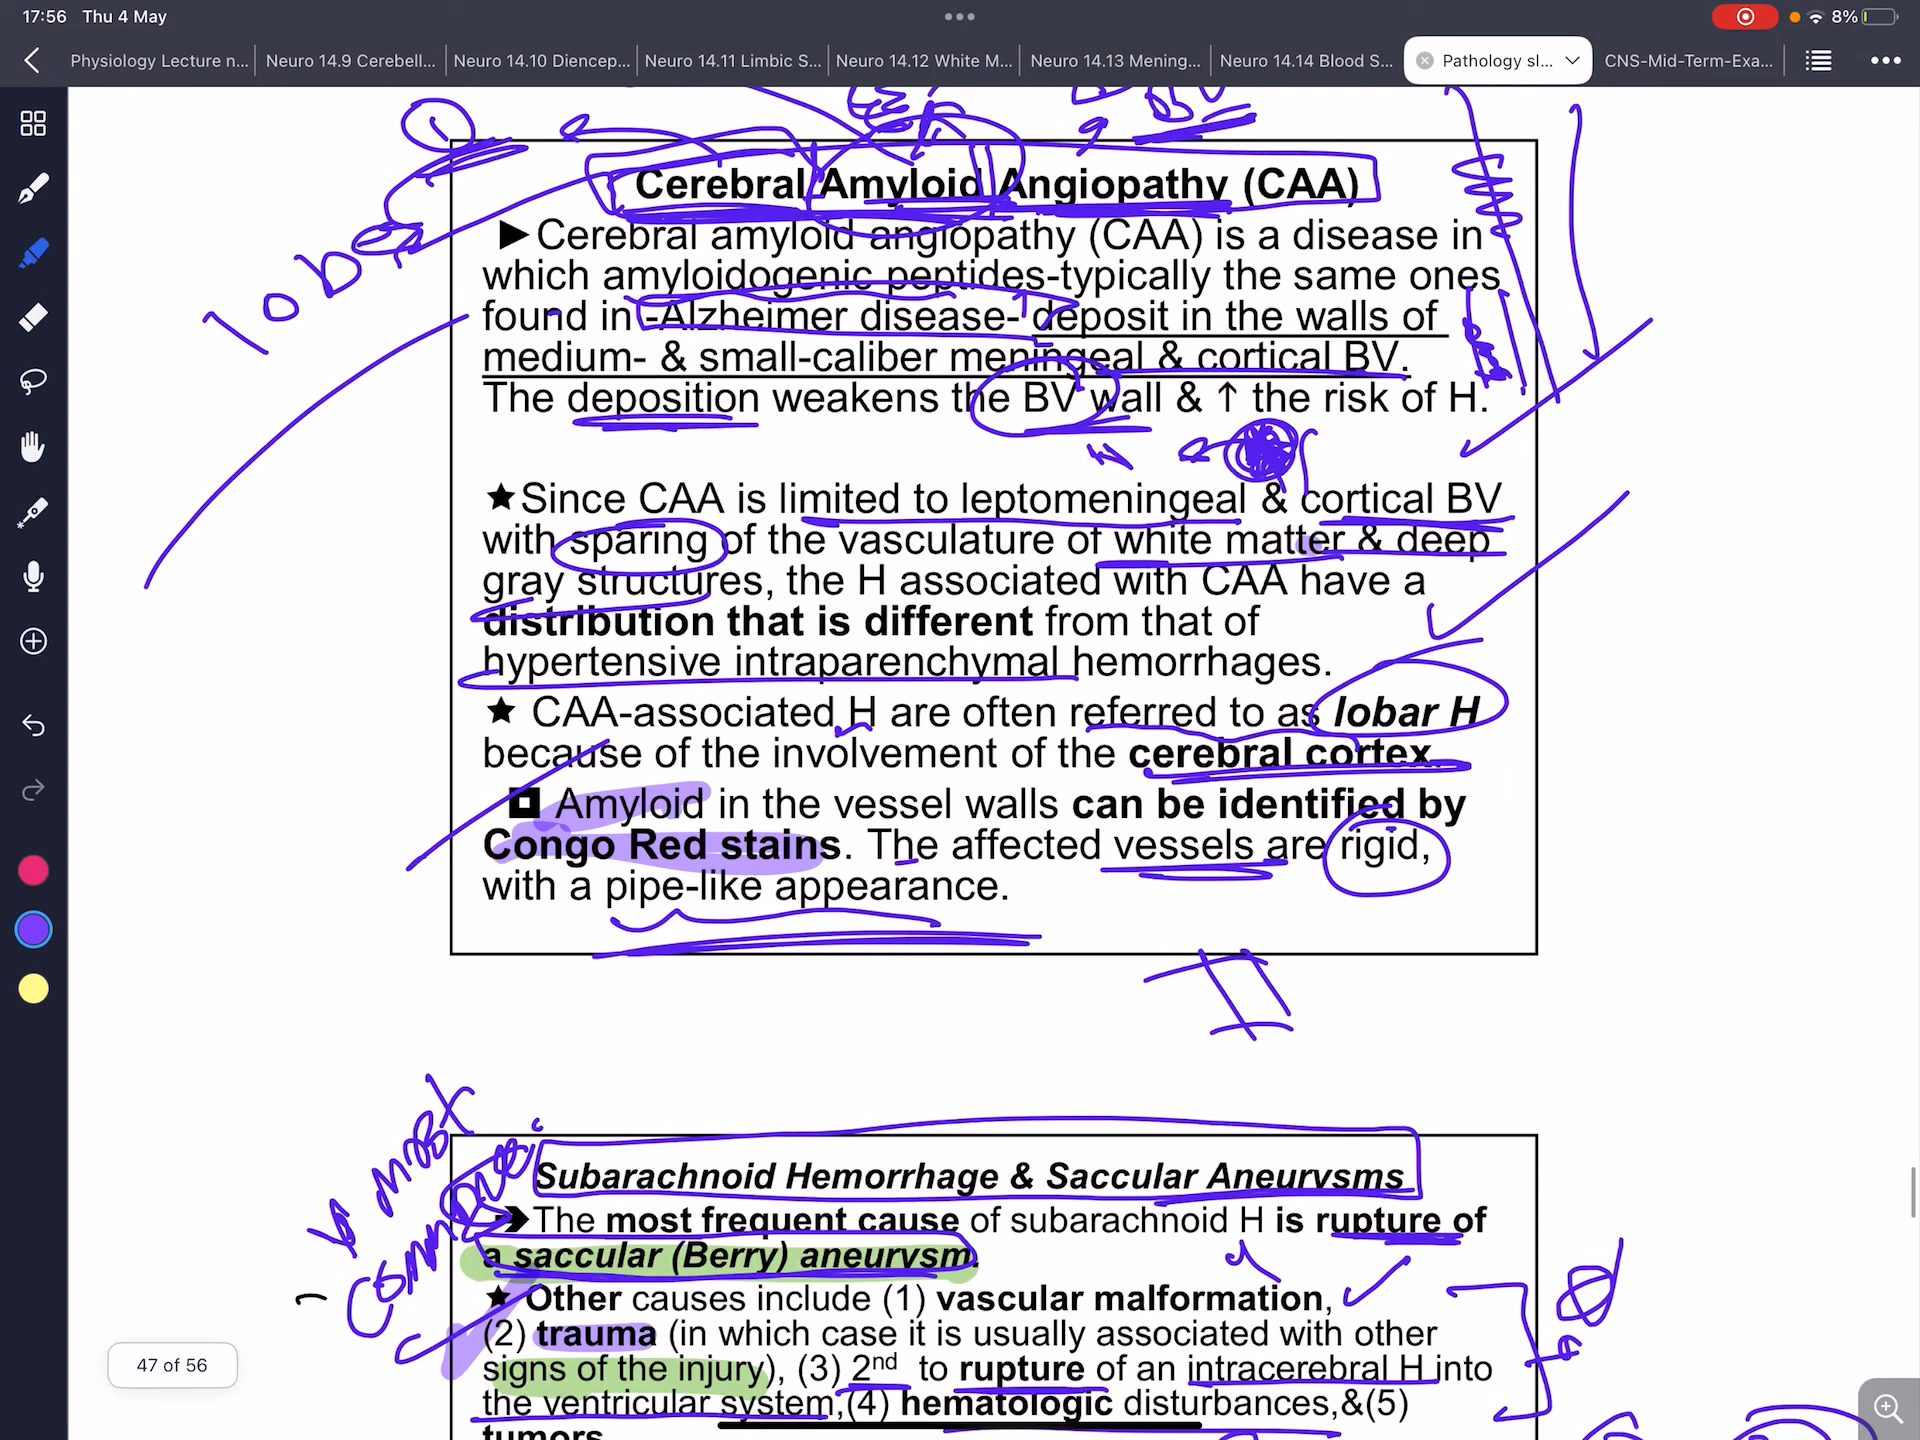 17:56 Thu 4 May
8%
Physiology Lecture n...
Neuro 14.9 Cerebell...
Neuro 14.10 Diencep...
Neuro 14.11 Limbic S...
Neuro 14.12 White M...
Neuro 14.13 Mening...
Neuro 14.14 Blood S...
Pathology sl...
CNS-Mid-Term-Exa...
BV
lobe
Cerebral Amyloid Angiopathy (CAA)
►Cerebral amyloid angiopathy (CAA) is a disease in
which amyloidogenic peptides-typically the same ones
found in -Alzheimer disease- deposit in the walls of
medium- & small-caliber meningeal & cortical BV.
The deposition weakens the BV wall & ↑ the risk of H.
★Since CAA is limited to leptomeningeal & cortical BV
with sparing of the vasculature of white matter & deep
gray structures, the H associated with CAA have a
distribution that is different from that of
hypertensive intraparenchymal hemorrhages.
★ CAA-associated H are often referred to as lobar H
because of the involvement of the cerebral cortex.
Amyloid in the vessel walls can be identified by
Congo Red stains. The affected vessels are rigid,
with a pipe-like appearance.
most
Subarachnoid Hemorrhage & Saccular Aneurysms
➔The most frequent cause of subarachnoid H is rupture of
a saccular (Berry) aneurysm.
★ Other causes include (1) vascular malformation,
(2) trauma (in which case it is usually associated with other
signs of the injury), (3) 2nd to rupture of an intracerebral H into
the ventricular system,(4) hematologic disturbances,&(5)
tumors
47 of 56